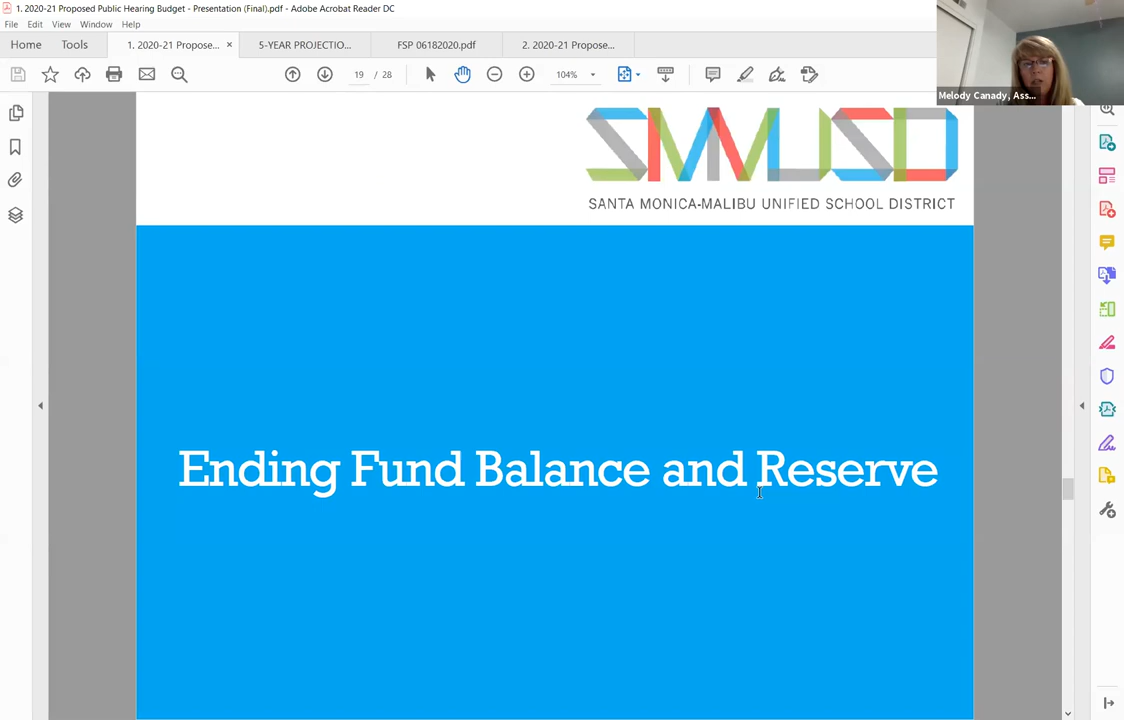 1. 2020-21 Proposed Public Hearing Budget - Presentation (Final).pdf - Adobe Acrobat Reader DC
File Edit View Window Help
Home Tools 1. 2020-21 Propose... × 5-YEAR PROJECTIO... FSP 06182020.pdf 2. 2020-21 Propose...
19 / 28 104%
Melody Canady, Ass...
SMMUSD
SANTA MONICA-MALIBU UNIFIED SCHOOL DISTRICT
Ending Fund Balance and Reserve